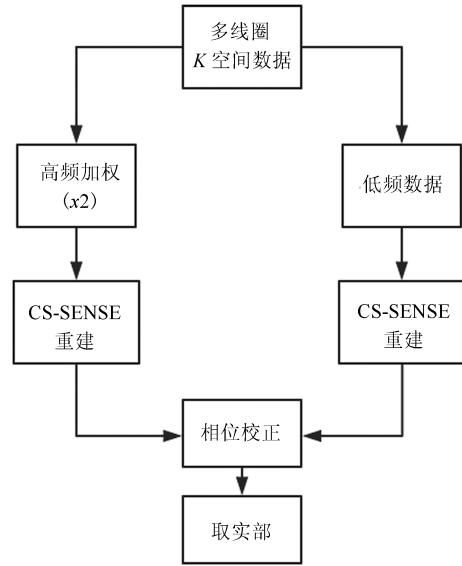 多线圈
K 空间数据
高频加权
(x2)
低频数据
CS-SENSE
重建
CS-SENSE
重建
相位校正
取实部